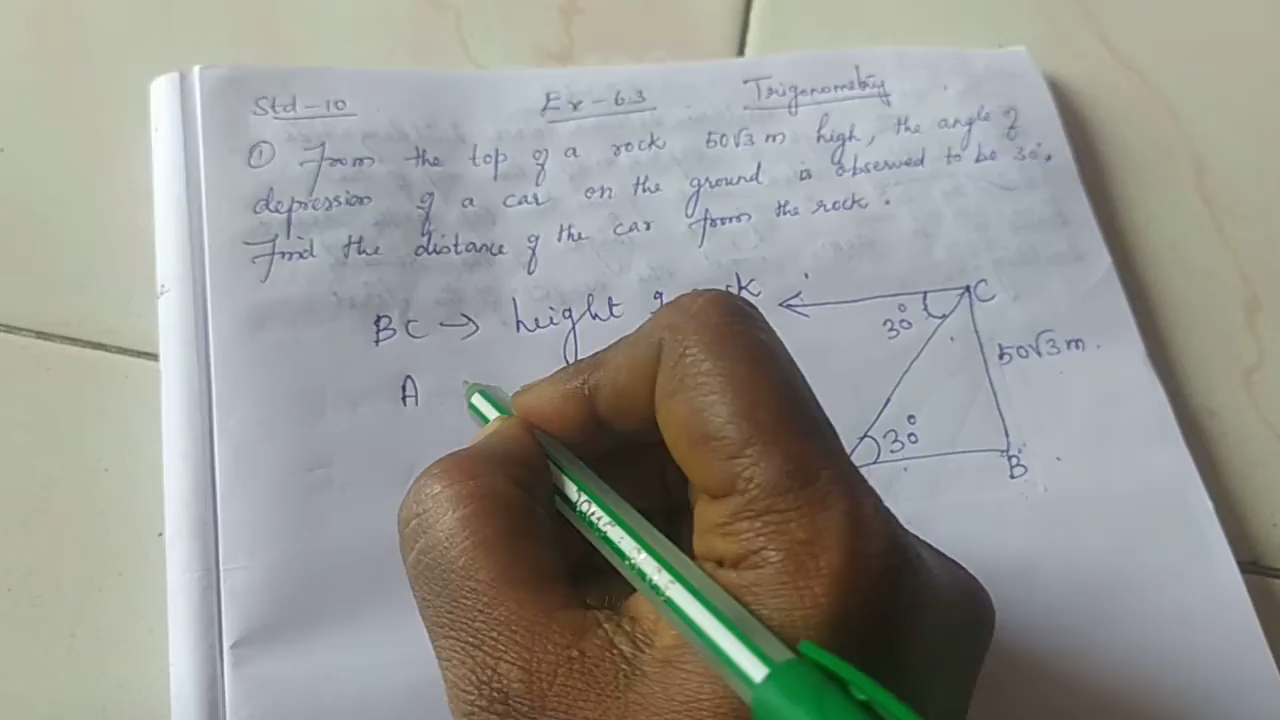 Std-10 Ex-6.3 Trigonometry
① From the top of a rock 50√3 m high, the angle of
depression of a car on the ground is observed to be 30°.
Find the distance of the car from the rock.
BC → height
C
30°
50√3 m.
A
30°
B